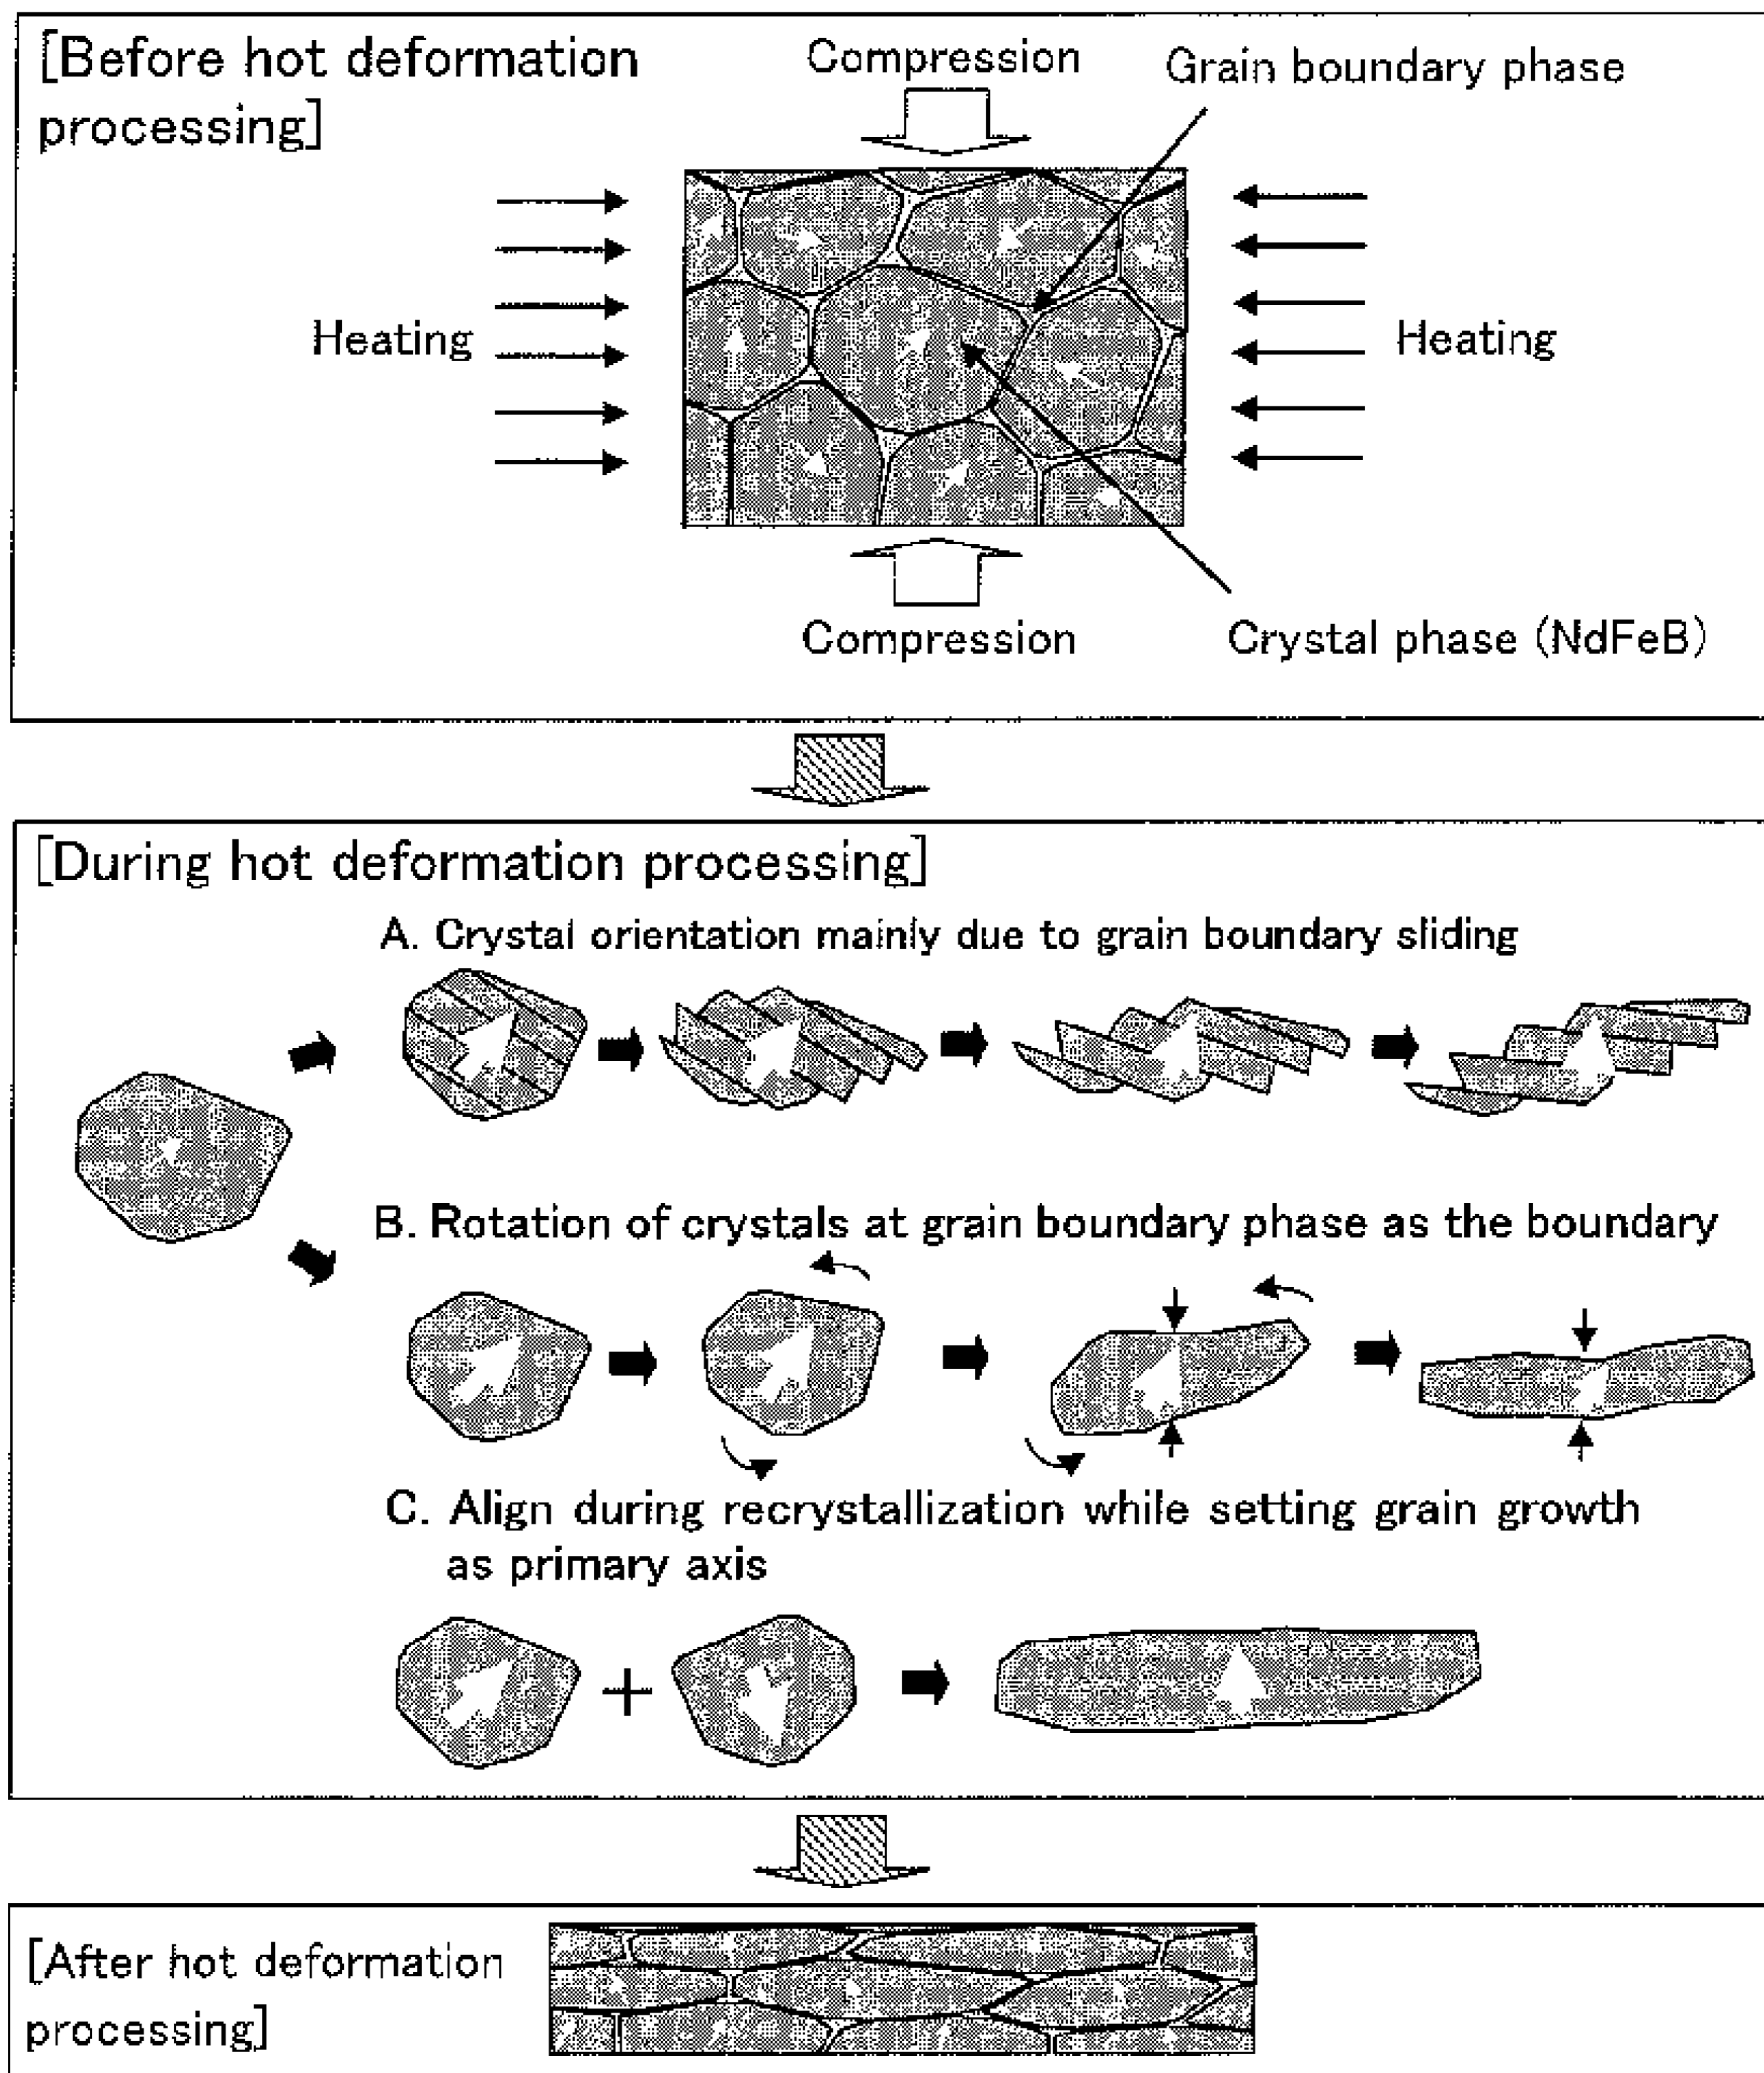 [Before hot deformation
processing]
Compression
Grain boundary phase
Heating
Heating
Compression
Crystal phase (NdFeB)
[During hot deformation processing]
A. Crystal orientation mainly due to grain boundary sliding
B. Rotation of crystals at grain boundary phase as the boundary
C. Align during recrystallization while setting grain growth
as primary axis
+
[After hot deformation
processing]